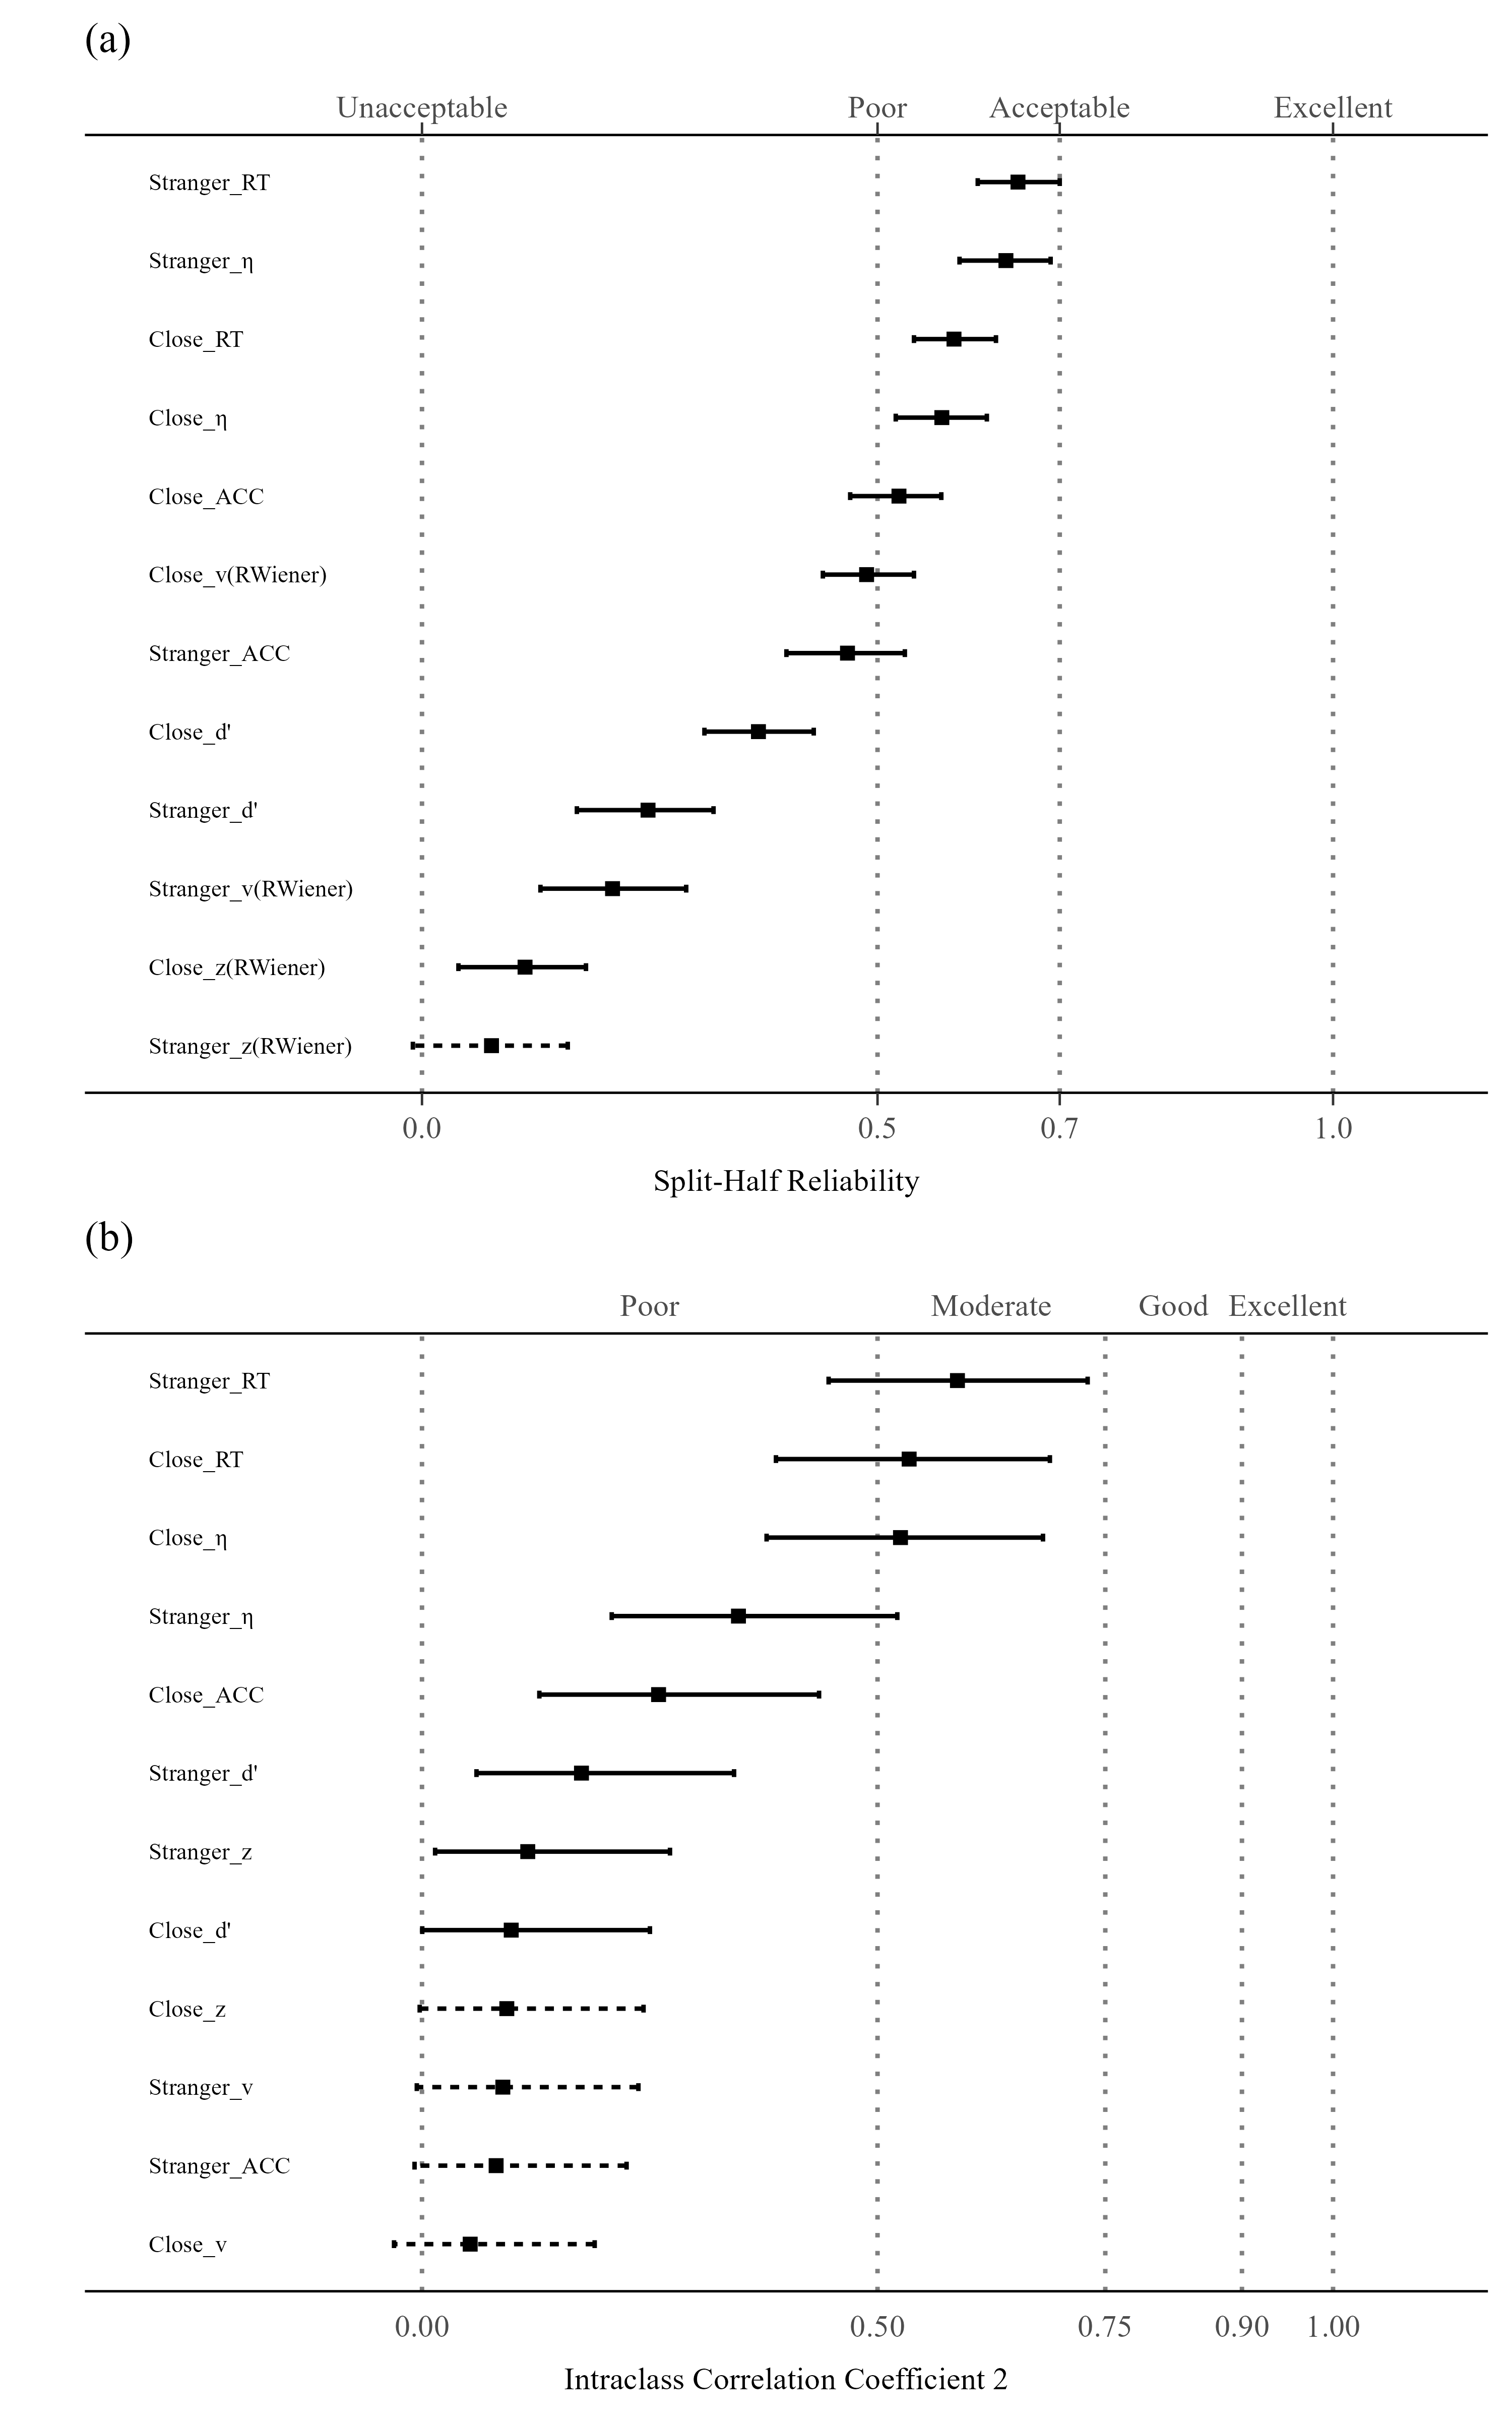 (a)
Unacceptable Poor Acceptable Excellent
Stranger_RT
Stranger_η
Close_RT
Close_η
Close_ACC
Close_v(RWiener)
Stranger_ACC
Close_d'
Stranger_d'
Stranger_v(RWiener)
Close_z(RWiener)
Stranger_z(RWiener)
0.0 0.5 0.7 1.0
Split-Half Reliability
(b)
Poor Moderate Good Excellent
Stranger_RT
Close_RT
Close_η
Stranger_η
Close_ACC
Stranger_d'
Stranger_z
Close_d'
Close_z
Stranger_v
Stranger_ACC
Close_v
0.00 0.50 0.75 0.90 1.00
Intraclass Correlation Coefficient 2